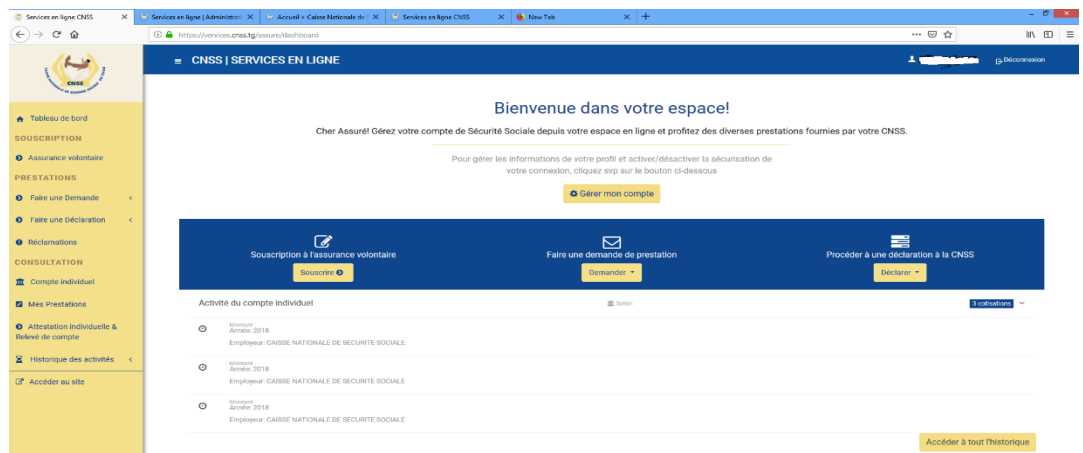 Services en ligne CNSS
Services en ligne | Administrati
Accueil > Caisse Nationale de
Services en ligne CNSS
New Tab
https://services.cnss.tg/assure/dashboard
CNSS
CNSS | SERVICES EN LIGNE
Déconnexion
Tableau de bord
SOUSCRIPTION
Assurance volontaire
PRESTATIONS
Faire une Demande
Faire une Déclaration
Réclamations
CONSULTATION
Compte individuel
Mes Prestations
Attestation individuelle &
Relevé de compte
Historique des activités
Accéder au site
Bienvenue dans votre espace!
Cher Assuré! Gérez votre compte de Sécurité Sociale depuis votre espace en ligne et profitez des diverses prestations fournies par votre CNSS.
Pour gérer les informations de votre profil et activer/désactiver la sécurisation de
votre connexion, cliquez svp sur le bouton ci-dessous
Gérer mon compte
Souscription à l'assurance volontaire
Souscrire
Faire une demande de prestation
Demander
Procéder à une déclaration à la CNSS
Déclarer
Activité du compte individuel
Solde:
3 cotisations
Montant :
Année: 2018
Employeur: CAISSE NATIONALE DE SECURITE SOCIALE
Montant :
Année: 2018
Employeur: CAISSE NATIONALE DE SECURITE SOCIALE
Montant :
Année: 2018
Employeur: CAISSE NATIONALE DE SECURITE SOCIALE
Accéder à tout l'historique